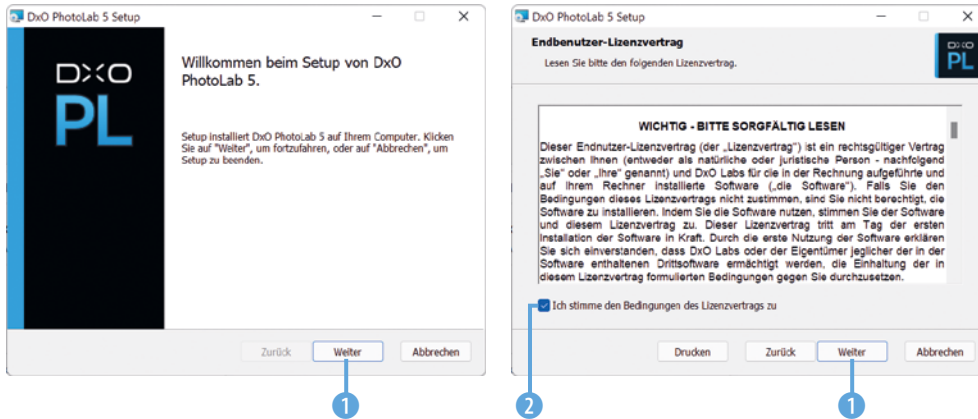 DxO PhotoLab 5 Setup
DXO
PL
Willkommen beim Setup von DxO
PhotoLab 5.
Setup installiert DxO PhotoLab 5 auf Ihrem Computer. Klicken
Sie auf "Weiter", um fortzufahren, oder auf "Abbrechen", um
Setup zu beenden.
Zurück Weiter Abbrechen
1
DxO PhotoLab 5 Setup
Endbenutzer-Lizenzvertrag
Lesen Sie bitte den folgenden Lizenzvertrag.
DXO
PL
WICHTIG - BITTE SORGFÄLTIG LESEN
Dieser Endnutzer-Lizenzvertrag (der „Lizenzvertrag") ist ein rechtsgültiger Vertrag
zwischen Ihnen (entweder als natürliche oder juristische Person - nachfolgend
„Sie" oder „Ihre" genannt) und DxO Labs für die in der Rechnung aufgeführte und
auf Ihrem Rechner installierte Software („die Software"). Falls Sie den
Bedingungen dieses Lizenzvertrags nicht zustimmen, sind Sie nicht berechtigt, die
Software zu installieren. Indem Sie die Software nutzen, stimmen Sie der Software
und diesem Lizenzvertrag zu. Dieser Lizenzvertrag tritt am Tag der ersten
Installation der Software in Kraft. Durch die erste Nutzung der Software erklären
Sie sich einverstanden, dass DxO Labs oder der Eigentümer jeglicher der in der
Software enthaltenen Drittsoftware ermächtigt werden, die Einhaltung der in
diesem Lizenzvertrag formulierten Bedingungen gegen Sie durchzusetzen.
Ich stimme den Bedingungen des Lizenzvertrags zu
Drucken Zurück Weiter Abbrechen
2 1